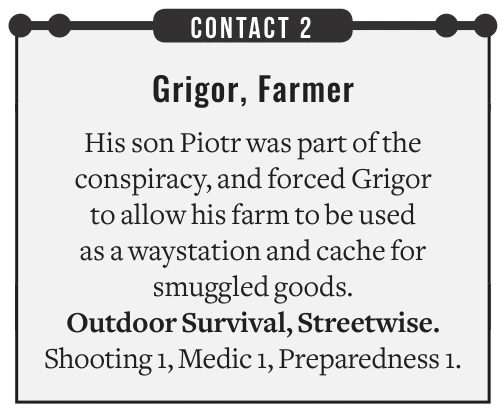 CONTACT 2
Grigor, Farmer
His son Piotr was part of the
conspiracy, and forced Grigor
to allow his farm to be used
as a waystation and cache for
smuggled goods.
Outdoor Survival, Streetwise.
Shooting 1, Medic 1, Preparedness 1.